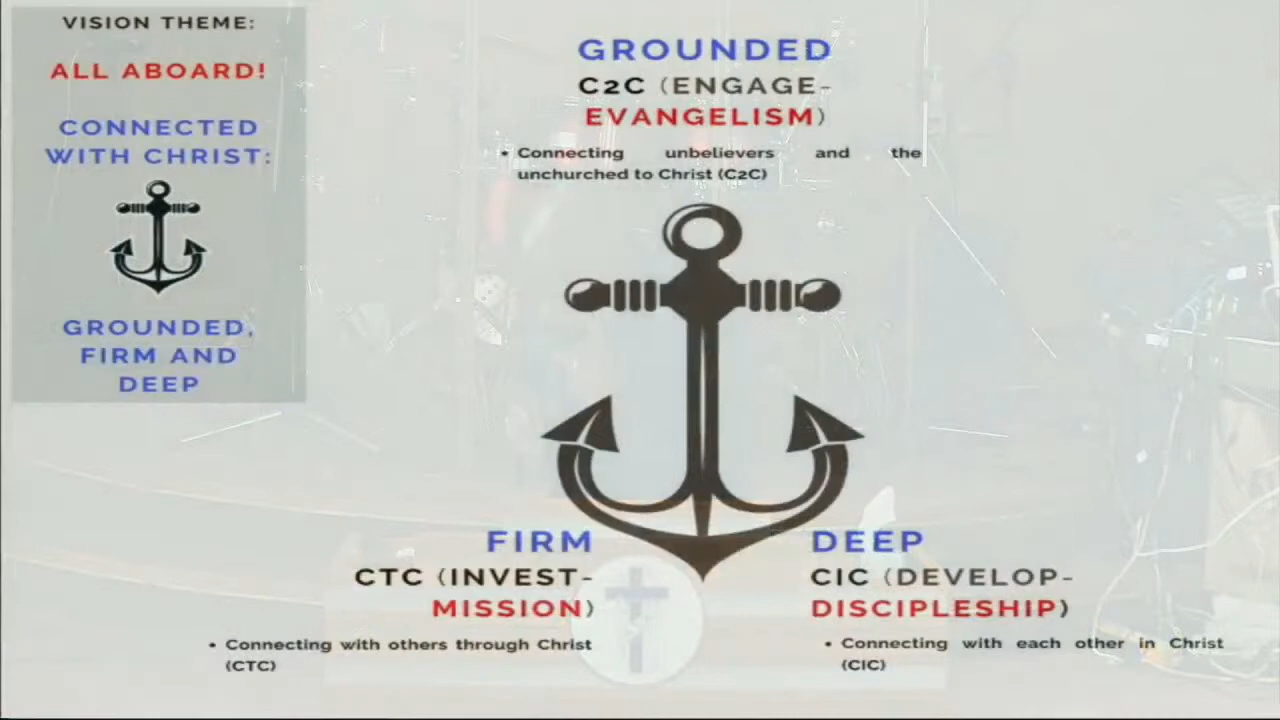 VISION THEME:
ALL ABOARD!
CONNECTED
WITH CHRIST:
GROUNDED,
FIRM AND
DEEP
GROUNDED
C2C (ENGAGE-
EVANGELISM)
• Connecting unbelievers and the
unchurched to Christ (C2C)
FIRM
CTC (INVEST-
MISSION)
• Connecting with others through Christ
(CTC)
DEEP
CIC (DEVELOP-
DISCIPLESHIP)
• Connecting with each other in Christ
(CIC)